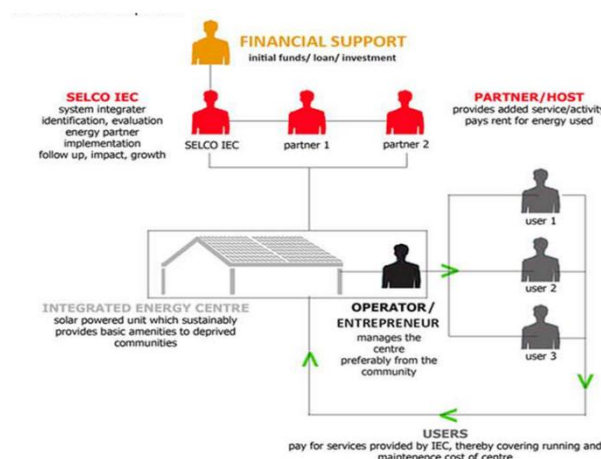 FINANCIAL SUPPORT
initial funds/ loan/ investment
SELCO IEC
system integrater
identification, evaluation
energy partner
implementation
follow up, impact, growth
SELCO IEC
partner 1
partner 2
PARTNER/HOST
provides added service/activity
pays rent for energy used
user 1
user 2
user 3
INTEGRATED ENERGY CENTRE
solar powered unit which sustainably
provides basic amenities to deprived
communities
OPERATOR/
ENTREPRENEUR
manages the
centre
preferably from the
community
USERS
pay for services provided by IEC, thereby covering running and
maintenence cost of centre